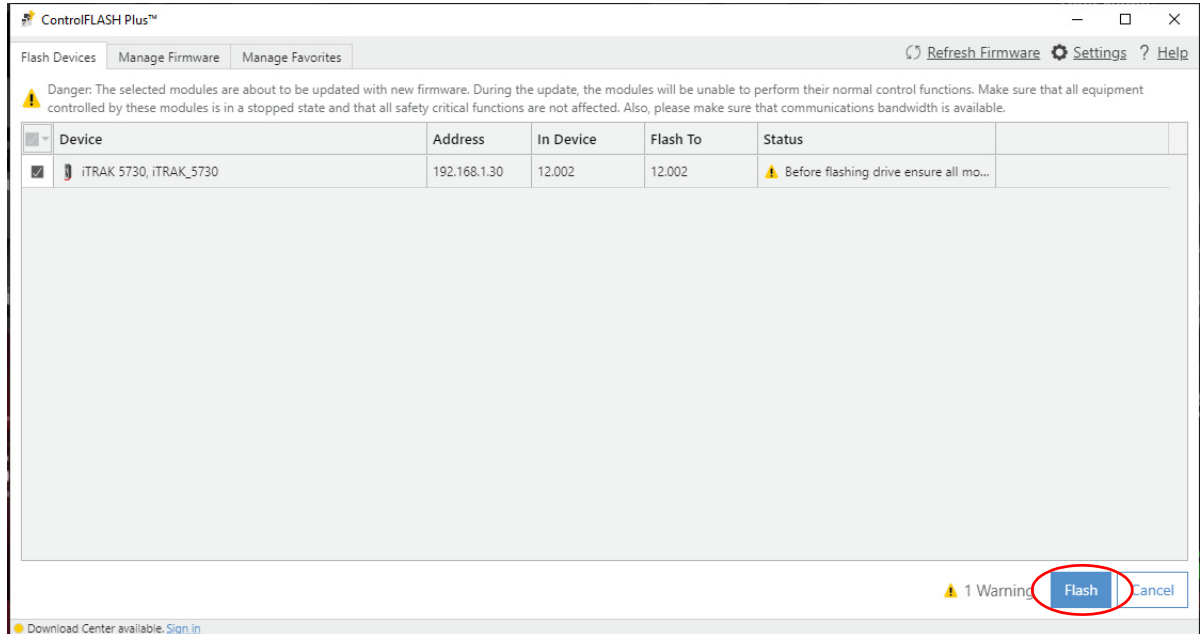 ControlFLASH Plus™
Flash Devices Manage Firmware Manage Favorites Refresh Firmware Settings ? Help
Danger: The selected modules are about to be updated with new firmware. During the update, the modules will be unable to perform their normal control functions. Make sure that all equipment
controlled by these modules is in a stopped state and that all safety critical functions are not affected. Also, please make sure that communications bandwidth is available.
Device Address In Device Flash To Status
iTRAK 5730, iTRAK_5730 192.168.1.30 12.002 12.002 Before flashing drive ensure all mo...
1 Warning Flash Cancel
Download Center available. Sign in